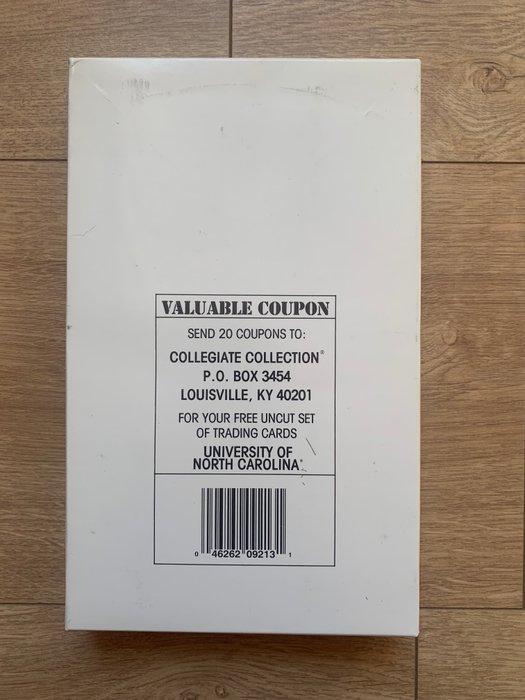 VALUABLE COUPON
SEND 20 COUPONS TO:
COLLEGIATE COLLECTION®
P.O. BOX 3454
LOUISVILLE, KY 40201
FOR YOUR FREE UNCUT SET
OF TRADING CARDS
UNIVERSITY OF
NORTH CAROLINA®
0 46262 09213 1